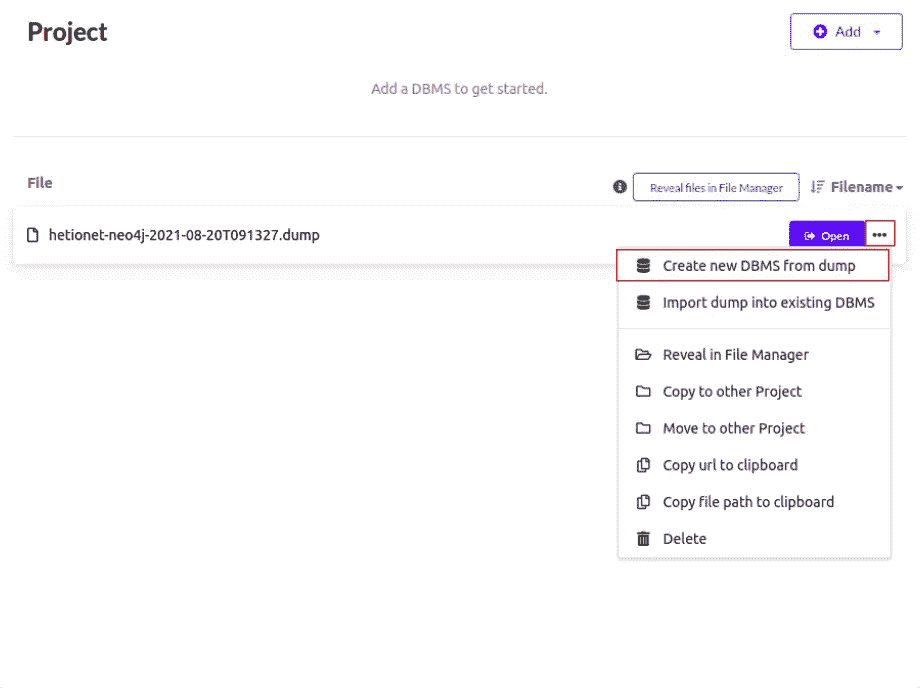 Project
Add
Add a DBMS to get started.
File
Reveal files in File Manager
Filename
hetionet-neo4j-2021-08-20T091327.dump
Open
Create new DBMS from dump
Import dump into existing DBMS
Reveal in File Manager
Copy to other Project
Move to other Project
Copy url to clipboard
Copy file path to clipboard
Delete